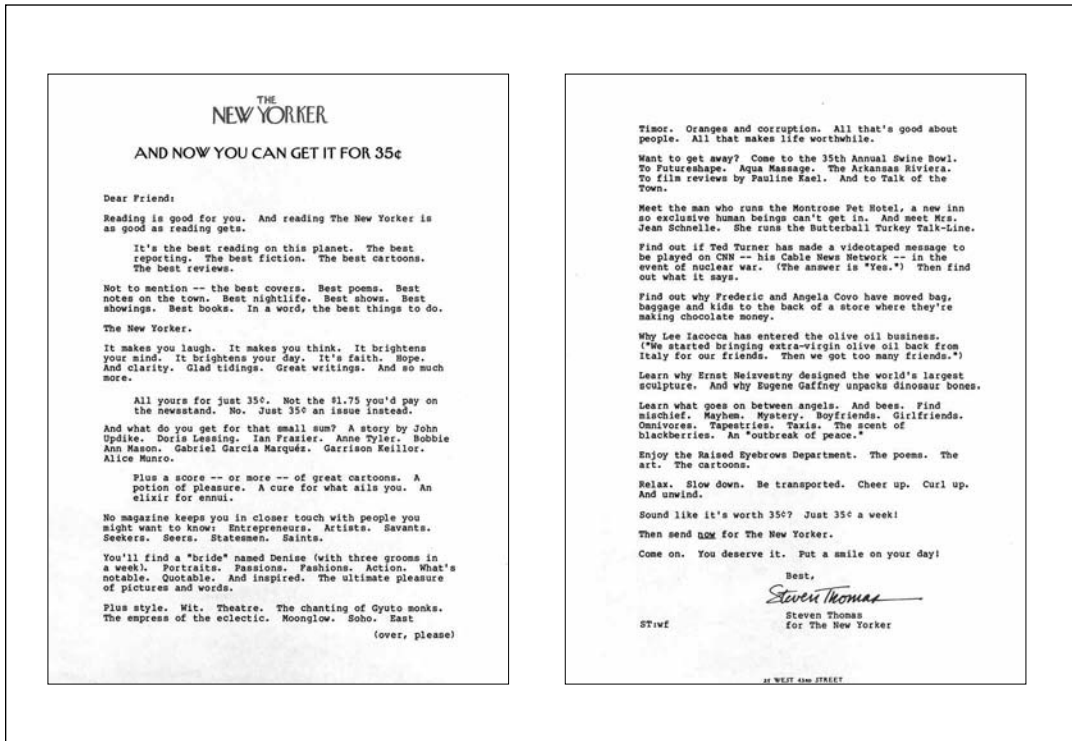 THE
NEW YORKER
AND NOW YOU CAN GET IT FOR 35¢
Dear Friend:
Reading is good for you. And reading The New Yorker is
as good as reading gets.
It's the best reading on this planet. The best
reporting. The best fiction. The best cartoons.
The best reviews.
Not to mention -- the best covers. Best poems. Best
notes on the town. Best nightlife. Best shows. Best
showings. Best books. In a word, the best things to do.
The New Yorker.
It makes you laugh. It makes you think. It brightens
your mind. It brightens your day. It's faith. Hope.
And clarity. Glad tidings. Great writings. And so much
more.
All yours for just 35¢. Not the $1.75 you'd pay on
the newsstand. No. Just 35¢ an issue instead.
And what do you get for that small sum? A story by John
Updike. Doris Lessing. Ian Frazier. Anne Tyler. Bobbie
Ann Mason. Gabriel Garcia Marquéz. Garrison Keillor.
Alice Munro.
Plus a score -- or more -- of great cartoons. A
potion of pleasure. A cure for what ails you. An
elixir for ennui.
No magazine keeps you in closer touch with people you
might want to know: Entrepreneurs. Artists. Savants.
Seekers. Seers. Statesmen. Saints.
You'll find a "bride" named Denise (with three grooms in
a week). Portraits. Passions. Fashions. Action. What's
notable. Quotable. And inspired. The ultimate pleasure
of pictures and words.
Plus style. Wit. Theatre. The chanting of Gyuto monks.
The empress of the eclectic. Moonglow. Soho. East
(over, please)
Timor. Oranges and corruption. All that's good about
people. All that makes life worthwhile.
Want to get away? Come to the 35th Annual Swine Bowl.
To Futureshape. Aqua Massage. The Arkansas Riviera.
To film reviews by Pauline Kael. And to Talk of the
Town.
Meet the man who runs the Montrose Pet Hotel, a new inn
so exclusive human beings can't get in. And meet Mrs.
Jean Schnelle. She runs the Butterball Turkey Talk-Line.
Find out if Ted Turner has made a videotaped message to
be played on CNN -- his Cable News Network -- in the
event of nuclear war. (The answer is "Yes.") Then find
out what it says.
Find out why Frederic and Angela Covo have moved bag,
baggage and kids to the back of a store where they're
making chocolate money.
Why Lee Iacocca has entered the olive oil business.
("We started bringing extra-virgin olive oil back from
Italy for our friends. Then we got too many friends.")
Learn why Ernst Neizvestny designed the world's largest
sculpture. And why Eugene Gaffney unpacks dinosaur bones.
Learn what goes on between angels. And bees. Find
mischief. Mayhem. Mystery. Boyfriends. Girlfriends.
Omnivores. Tapestries. Taxis. The scent of
blackberries. An "outbreak of peace."
Enjoy the Raised Eyebrows Department. The poems. The
art. The cartoons.
Relax. Slow down. Be transported. Cheer up. Curl up.
And unwind.
Sound like it's worth 35¢? Just 35¢ a week!
Then send now for The New Yorker.
Come on. You deserve it. Put a smile on your day!
Best,
Steven Thomas
Steven Thomas
ST:wf for The New Yorker
25 WEST 43RD STREET